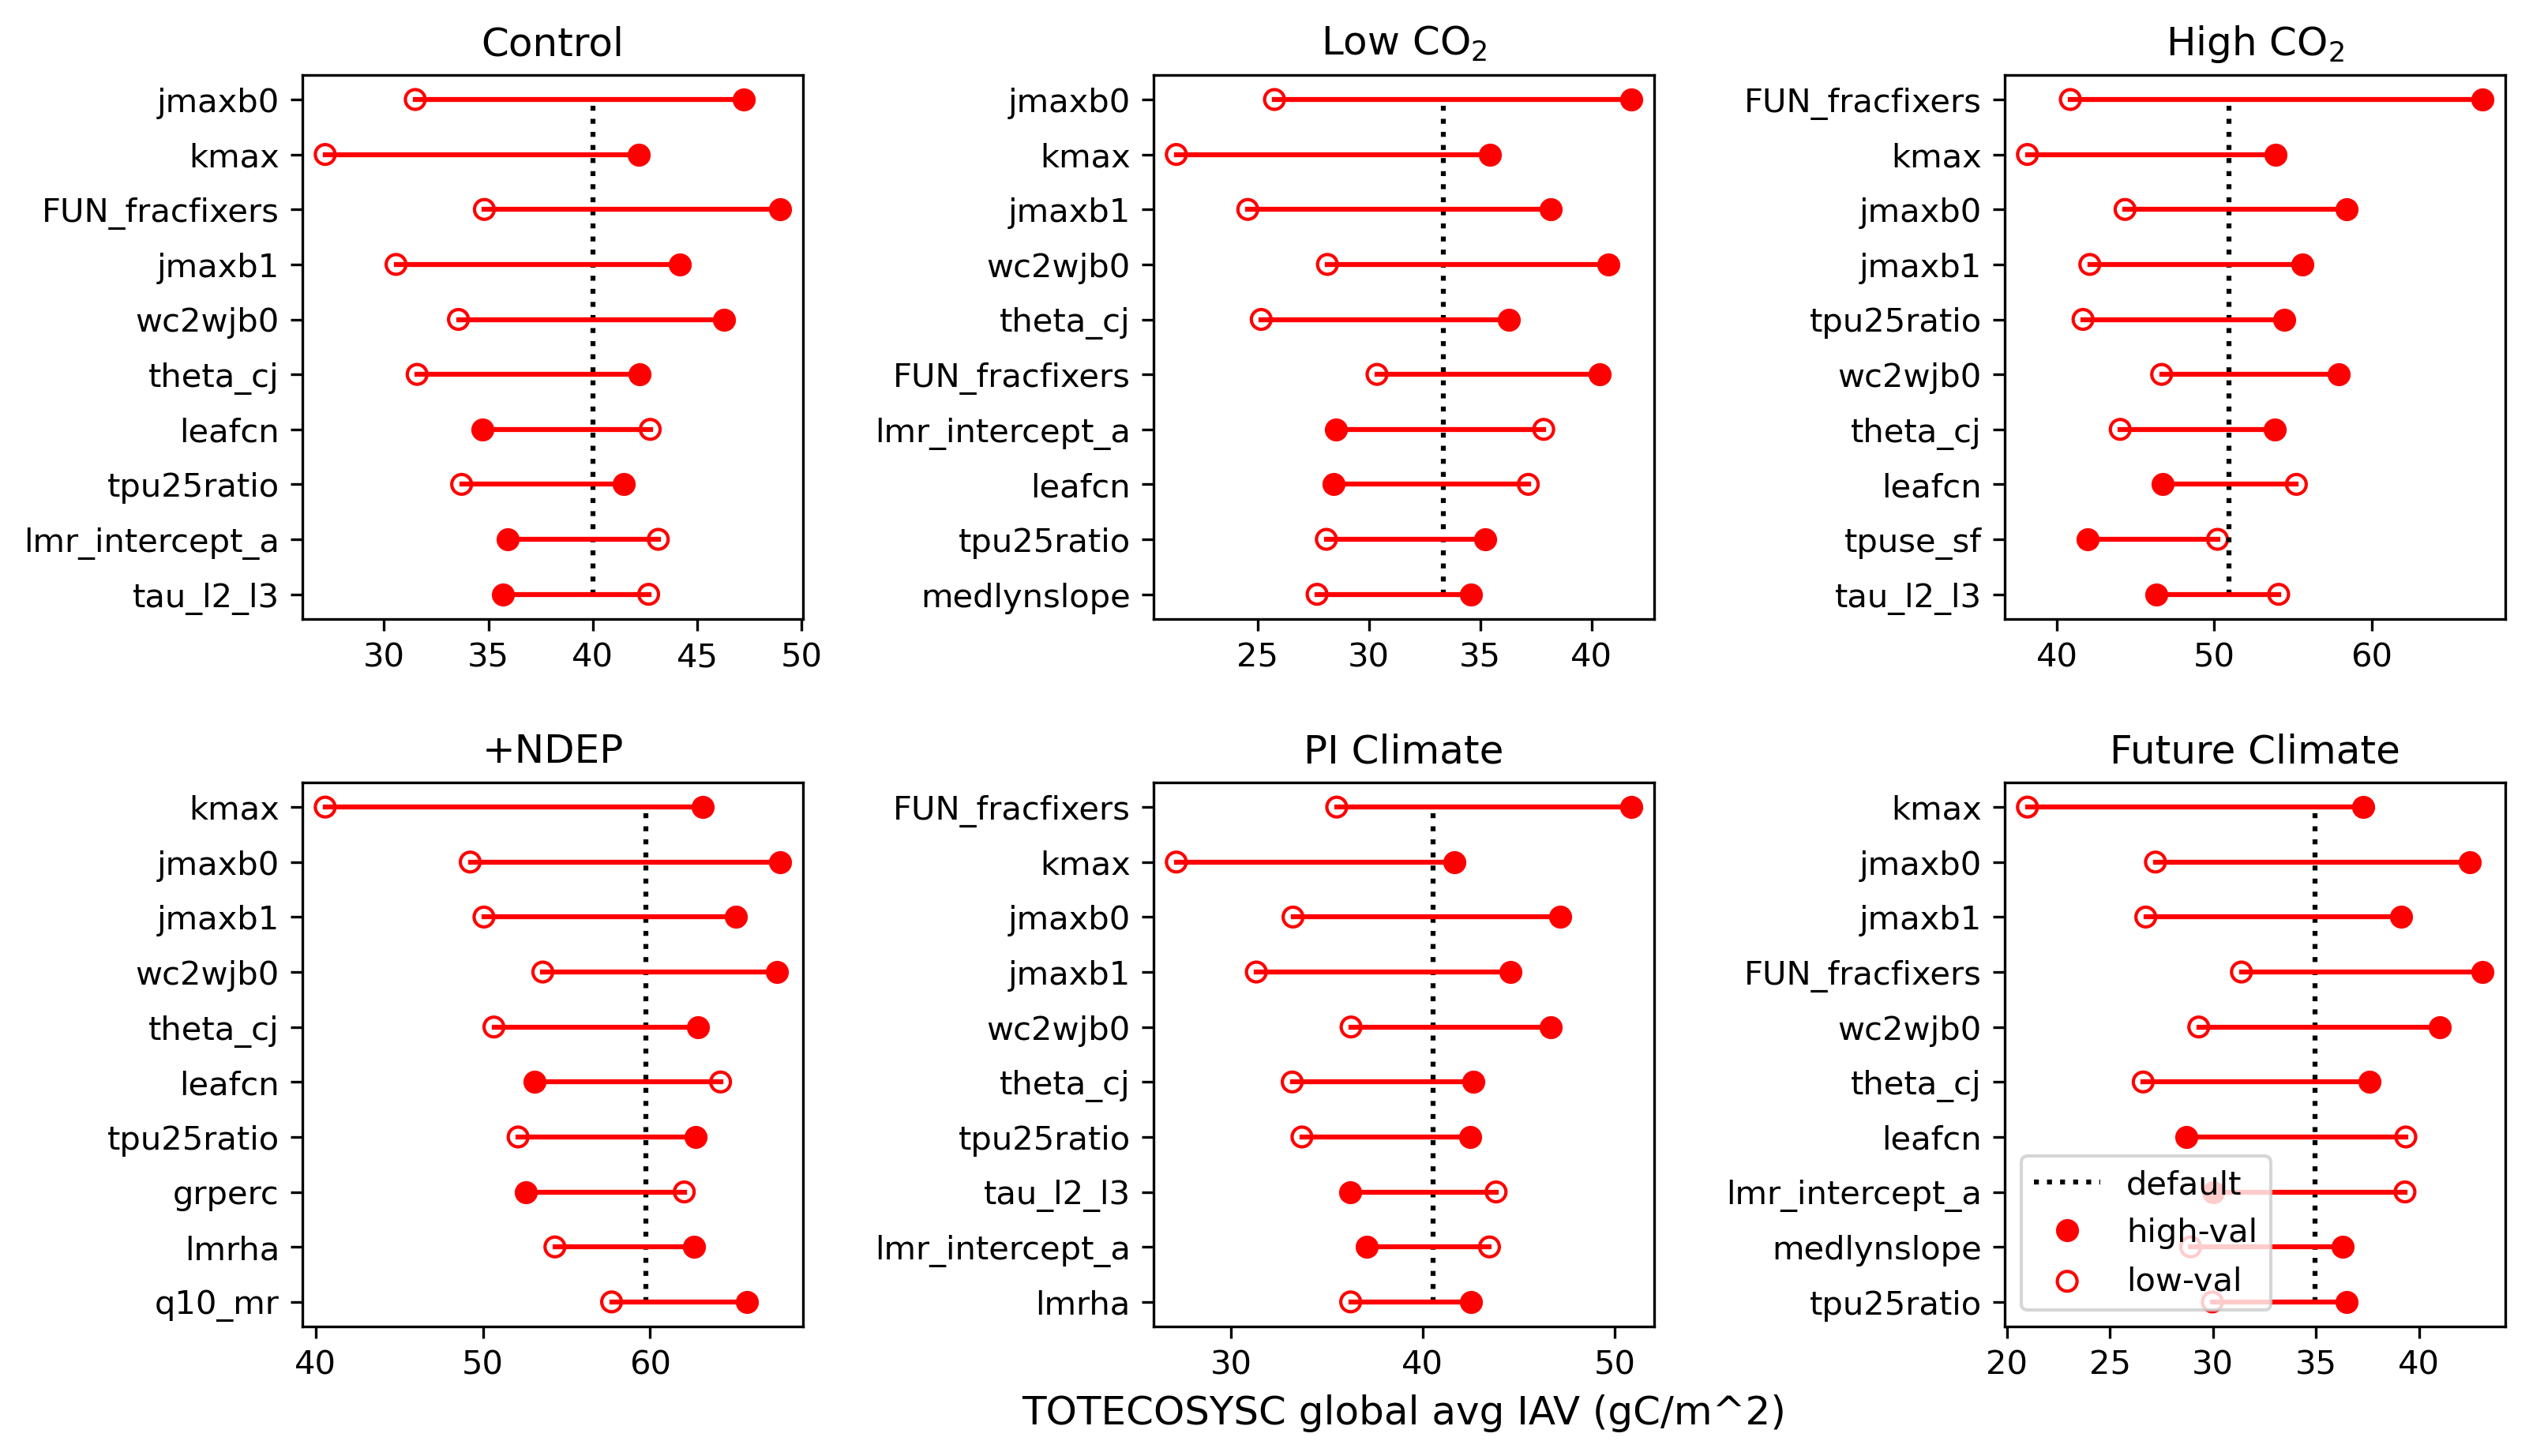 Control
jmaxb0
kmax
FUN_fracfixers
jmaxb1
wc2wjb0
theta_cj
leafcn
tpu25ratio
lmr_intercept_a
tau_l2_l3
30 35 40 45 50
Low CO₂
jmaxb0
kmax
jmaxb1
wc2wjb0
theta_cj
FUN_fracfixers
lmr_intercept_a
leafcn
tpu25ratio
medlynslope
25 30 35 40
High CO₂
FUN_fracfixers
kmax
jmaxb0
jmaxb1
tpu25ratio
wc2wjb0
theta_cj
leafcn
tpuse_sf
tau_l2_l3
40 50 60
+NDEP
kmax
jmaxb0
jmaxb1
wc2wjb0
theta_cj
leafcn
tpu25ratio
grperc
lmrha
q10_mr
40 50 60
PI Climate
FUN_fracfixers
kmax
jmaxb0
jmaxb1
wc2wjb0
theta_cj
tpu25ratio
tau_l2_l3
lmr_intercept_a
lmrha
30 40 50
Future Climate
kmax
jmaxb0
jmaxb1
FUN_fracfixers
wc2wjb0
theta_cj
leafcn
lmr_intercept_a
medlynslope
tpu25ratio
default
high-val
low-val
20 25 30 35 40
TOTECOSYSC global avg IAV (gC/m^2)